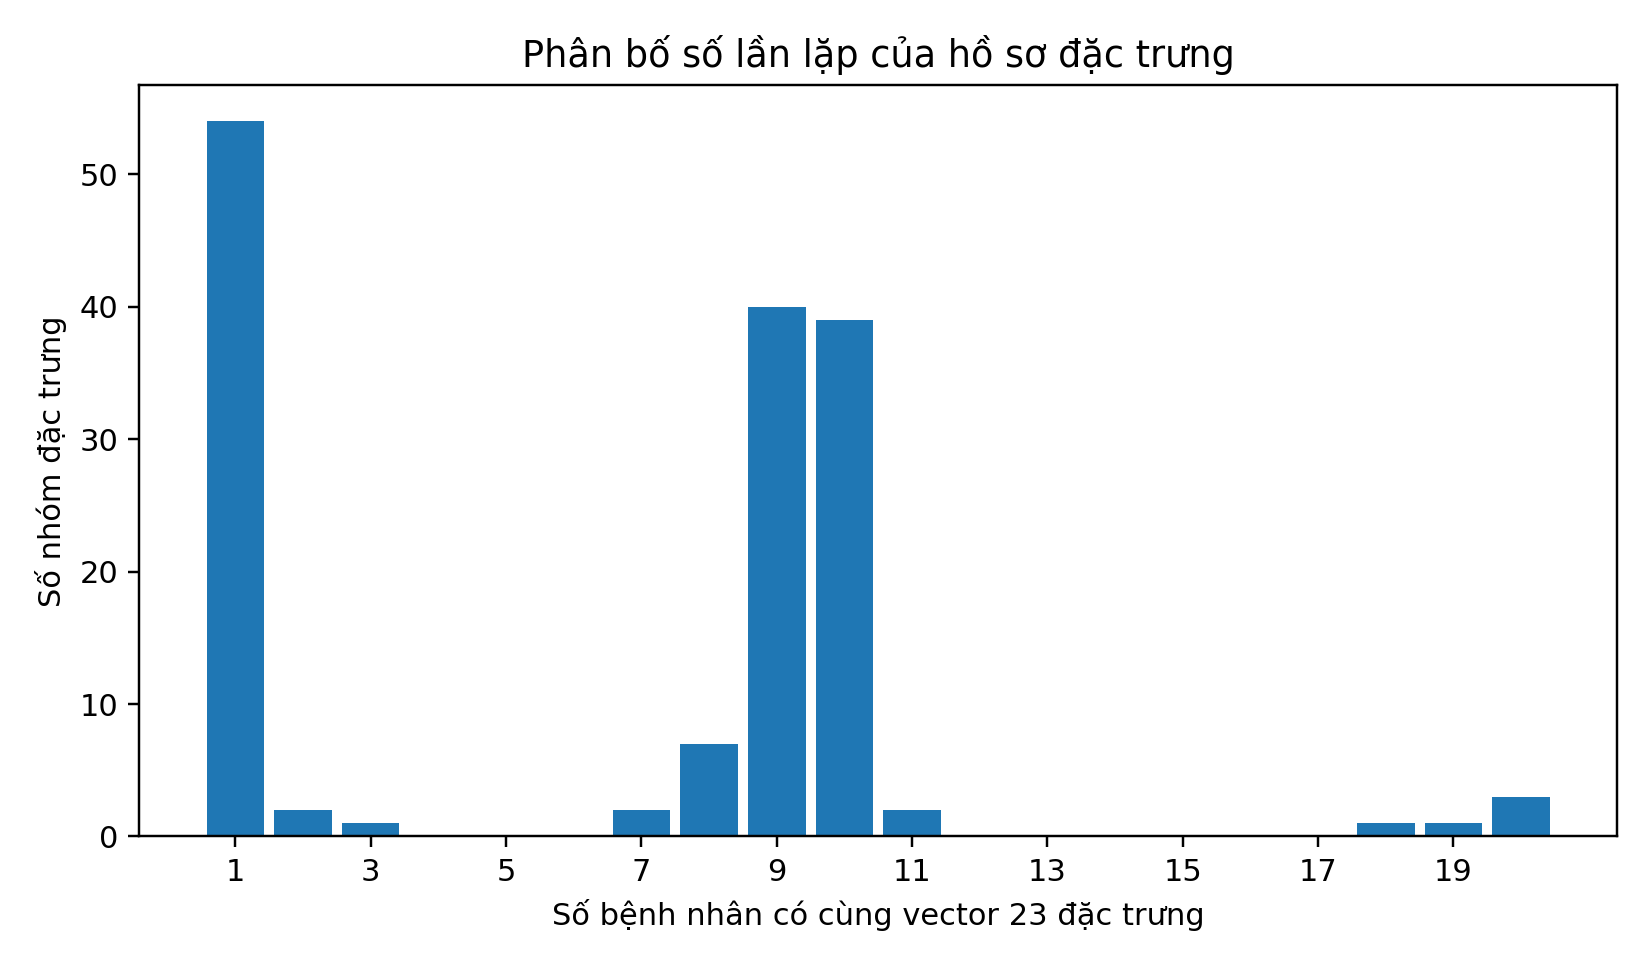 Phân bố số lần lặp của hồ sơ đặc trưng
Số nhóm đặc trưng
50
40
30
20
10
0
1 3 5 7 9 11 13 15 17 19
Số bệnh nhân có cùng vector 23 đặc trưng